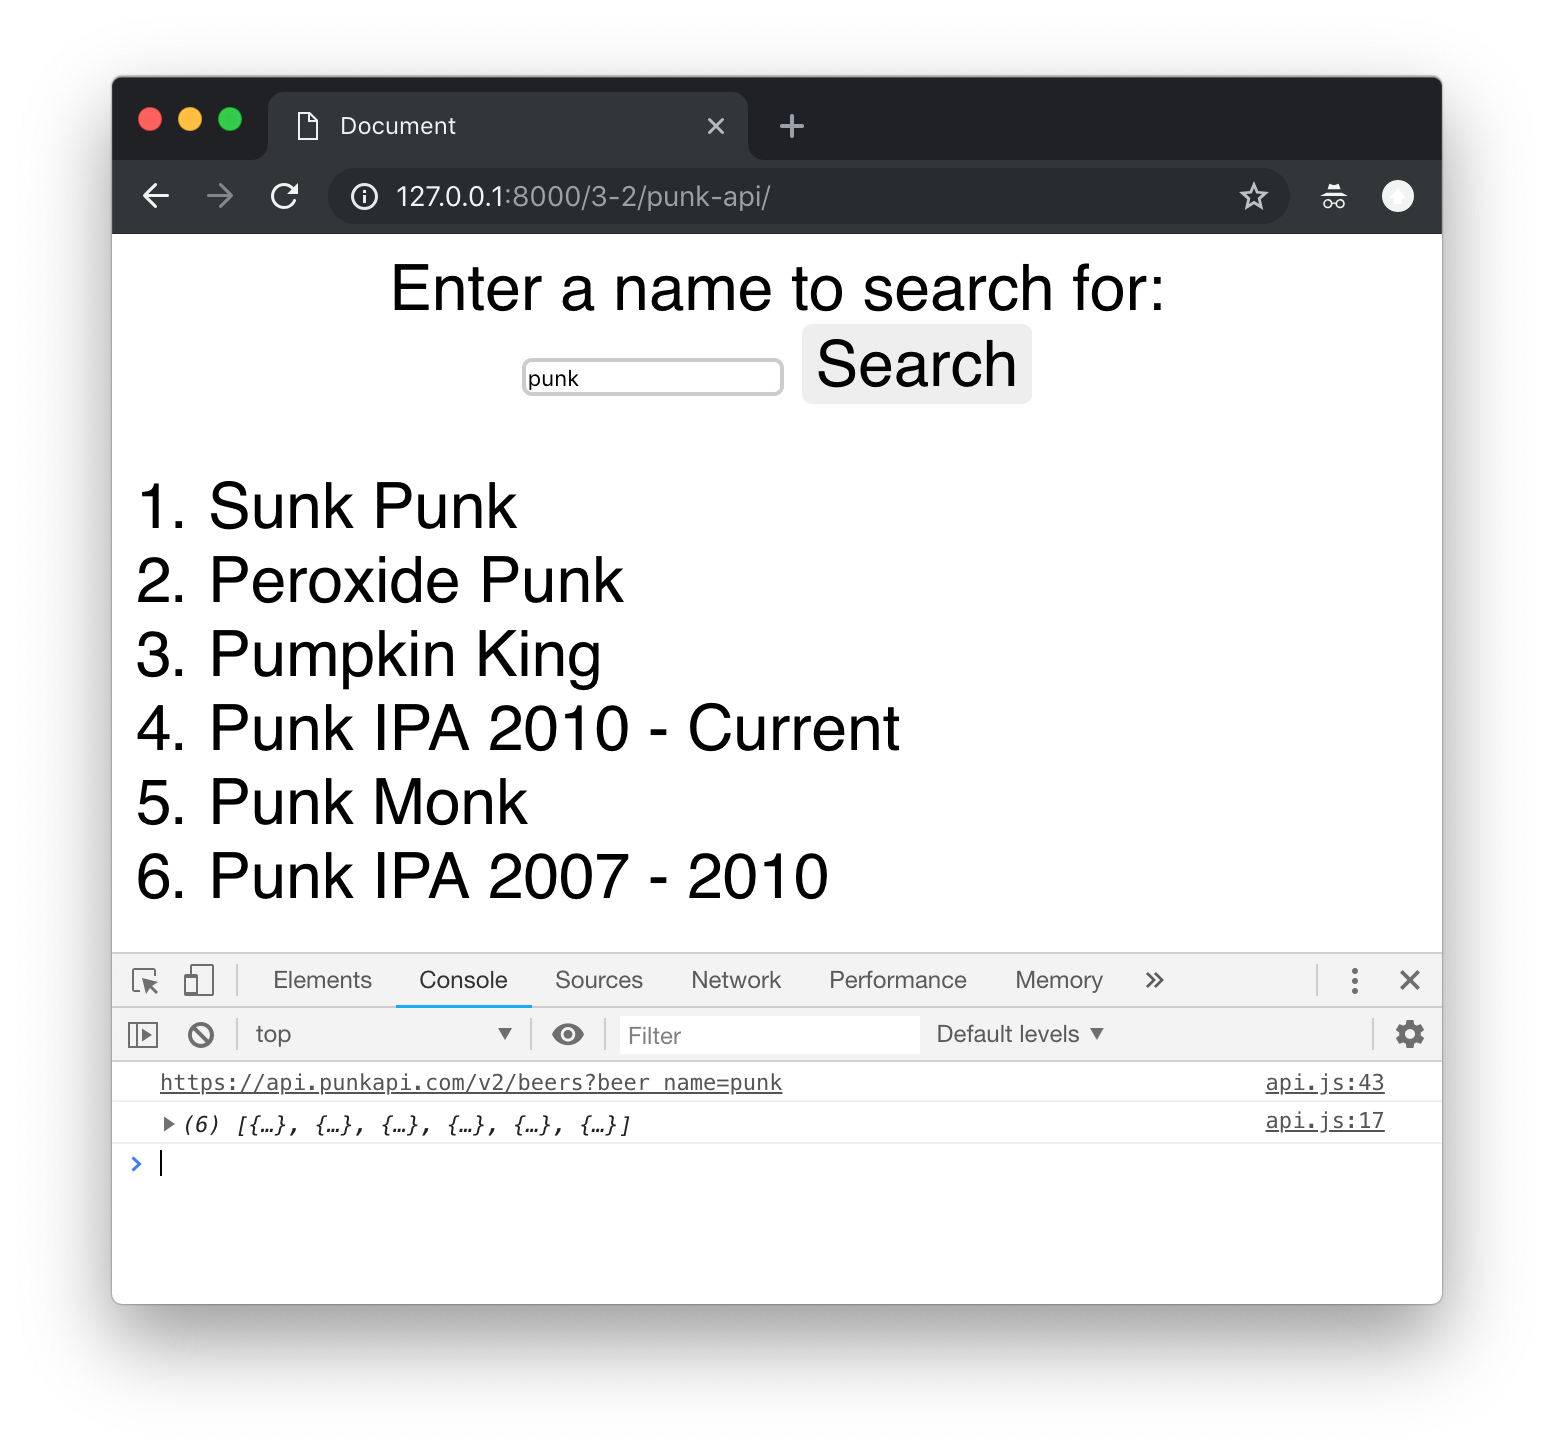 Document
127.0.0.1:8000/3-2/punk-api/
Enter a name to search for:
punk Search
1. Sunk Punk
2. Peroxide Punk
3. Pumpkin King
4. Punk IPA 2010 - Current
5. Punk Monk
6. Punk IPA 2007 - 2010
Elements Console Sources Network Performance Memory »
top Filter Default levels
https://api.punkapi.com/v2/beers?beer_name=punk api.js:43
(6) [{…}, {…}, {…}, {…}, {…}, {…}] api.js:17